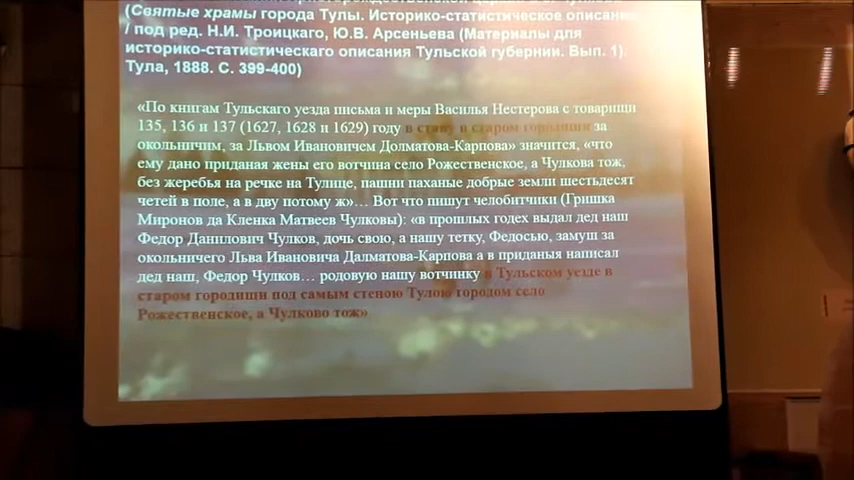 (Святые храмы города Тулы. Историко-статистическое описание
/ под ред. Н.И. Троицкаго, Ю.В. Арсеньева (Материалы для
историко-статистическаго описания Тульской губернии. Вып. 1).
Тула, 1888. С. 399-400)
«По книгам Тульскаго уезда письма и меры Василья Нестерова с товарищи
135, 136 и 137 (1627, 1628 и 1629) году в ставу в старом городищи за
окольничим, за Львом Ивановичем Долматова-Карпова» значится, «что
ему дано приданая жены его вотчина село Рожественское, а Чулкова тож,
без жеребья на речке на Тулице, пашни паханые добрые земли шестьдесят
четей в поле, а в дву потому ж»... Вот что пишут челобитчики (Гришка
Миронов да Кленка Матвеев Чулковы): «в прошлых годех выдал дед наш
Федор Данилович Чулков, дочь свою, а нашу тетку, Федосью, замуш за
окольничего Льва Ивановича Далматова-Карпова а в приданыя написал
дед наш, Федор Чулков... родовую нашу вотчинку в Тульском уезде в
старом городищи под самым стеною Тулою городом село
Рожественское, а Чулково тож»